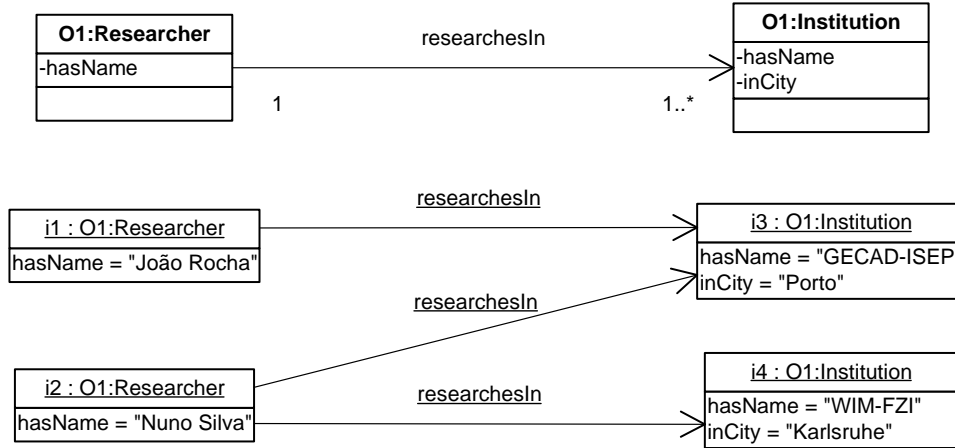 O1:Researcher
-hasName
researchesIn
1
1..*
O1:Institution
-hasName
-inCity
i1 : O1:Researcher
hasName = "João Rocha"
researchesIn
i3 : O1:Institution
hasName = "GECAD-ISEP
inCity = "Porto"
researchesIn
i2 : O1:Researcher
hasName = "Nuno Silva"
researchesIn
i4 : O1:Institution
hasName = "WIM-FZI"
inCity = "Karlsruhe"